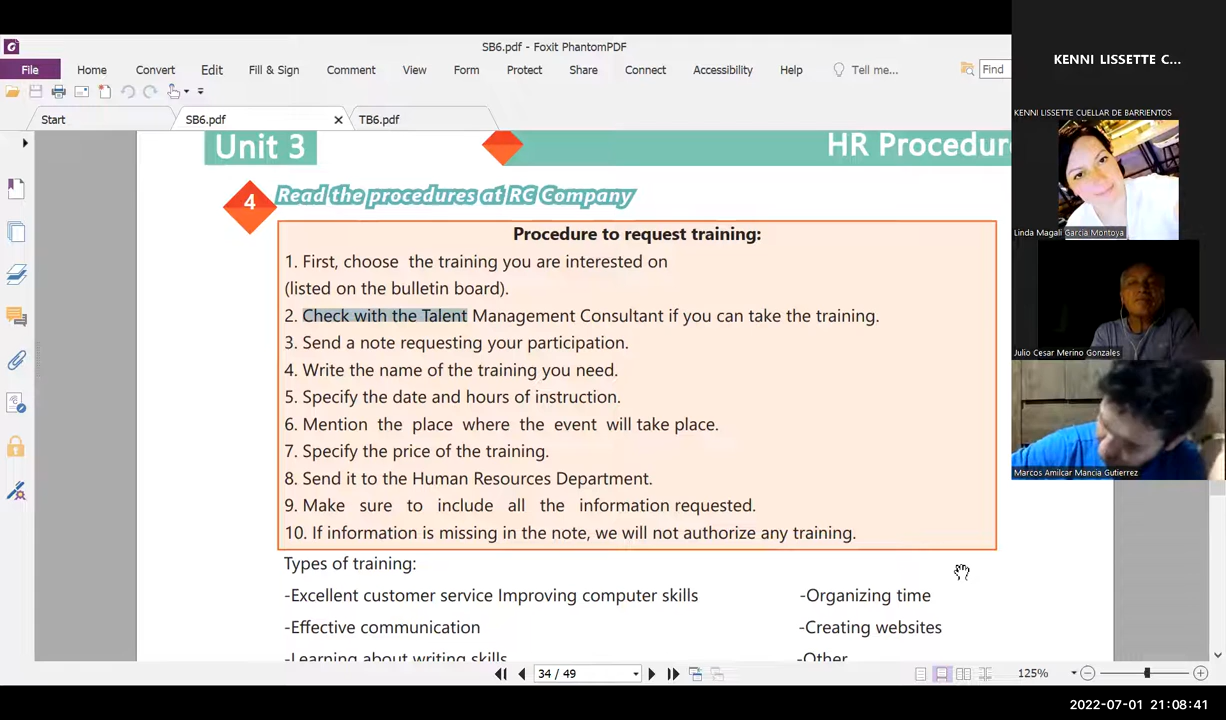 SB6.pdf - Foxit PhantomPDF
File Home Convert Edit Fill & Sign Comment View Form Protect Share Connect Accessibility Help Tell me... Find
Start SB6.pdf TB6.pdf
Unit 3 HR Procedur
4 Read the procedures at RC Company
Procedure to request training:
1. First, choose the training you are interested on
(listed on the bulletin board).
2. Check with the Talent Management Consultant if you can take the training.
3. Send a note requesting your participation.
4. Write the name of the training you need.
5. Specify the date and hours of instruction.
6. Mention the place where the event will take place.
7. Specify the price of the training.
8. Send it to the Human Resources Department.
9. Make sure to include all the information requested.
10. If information is missing in the note, we will not authorize any training.
Types of training:
-Excellent customer service Improving computer skills -Organizing time
-Effective communication -Creating websites
-Learning about writing skills -Other
34 / 49 125%
KENNI LISSETTE C...
KENNI LISSETTE CUELLAR DE BARRIENTOS
Linda Magali Garcia Montoya
Julio Cesar Merino Gonzales
Marcos Amilcar Mancia Gutierrez
2022-07-01 21:08:41